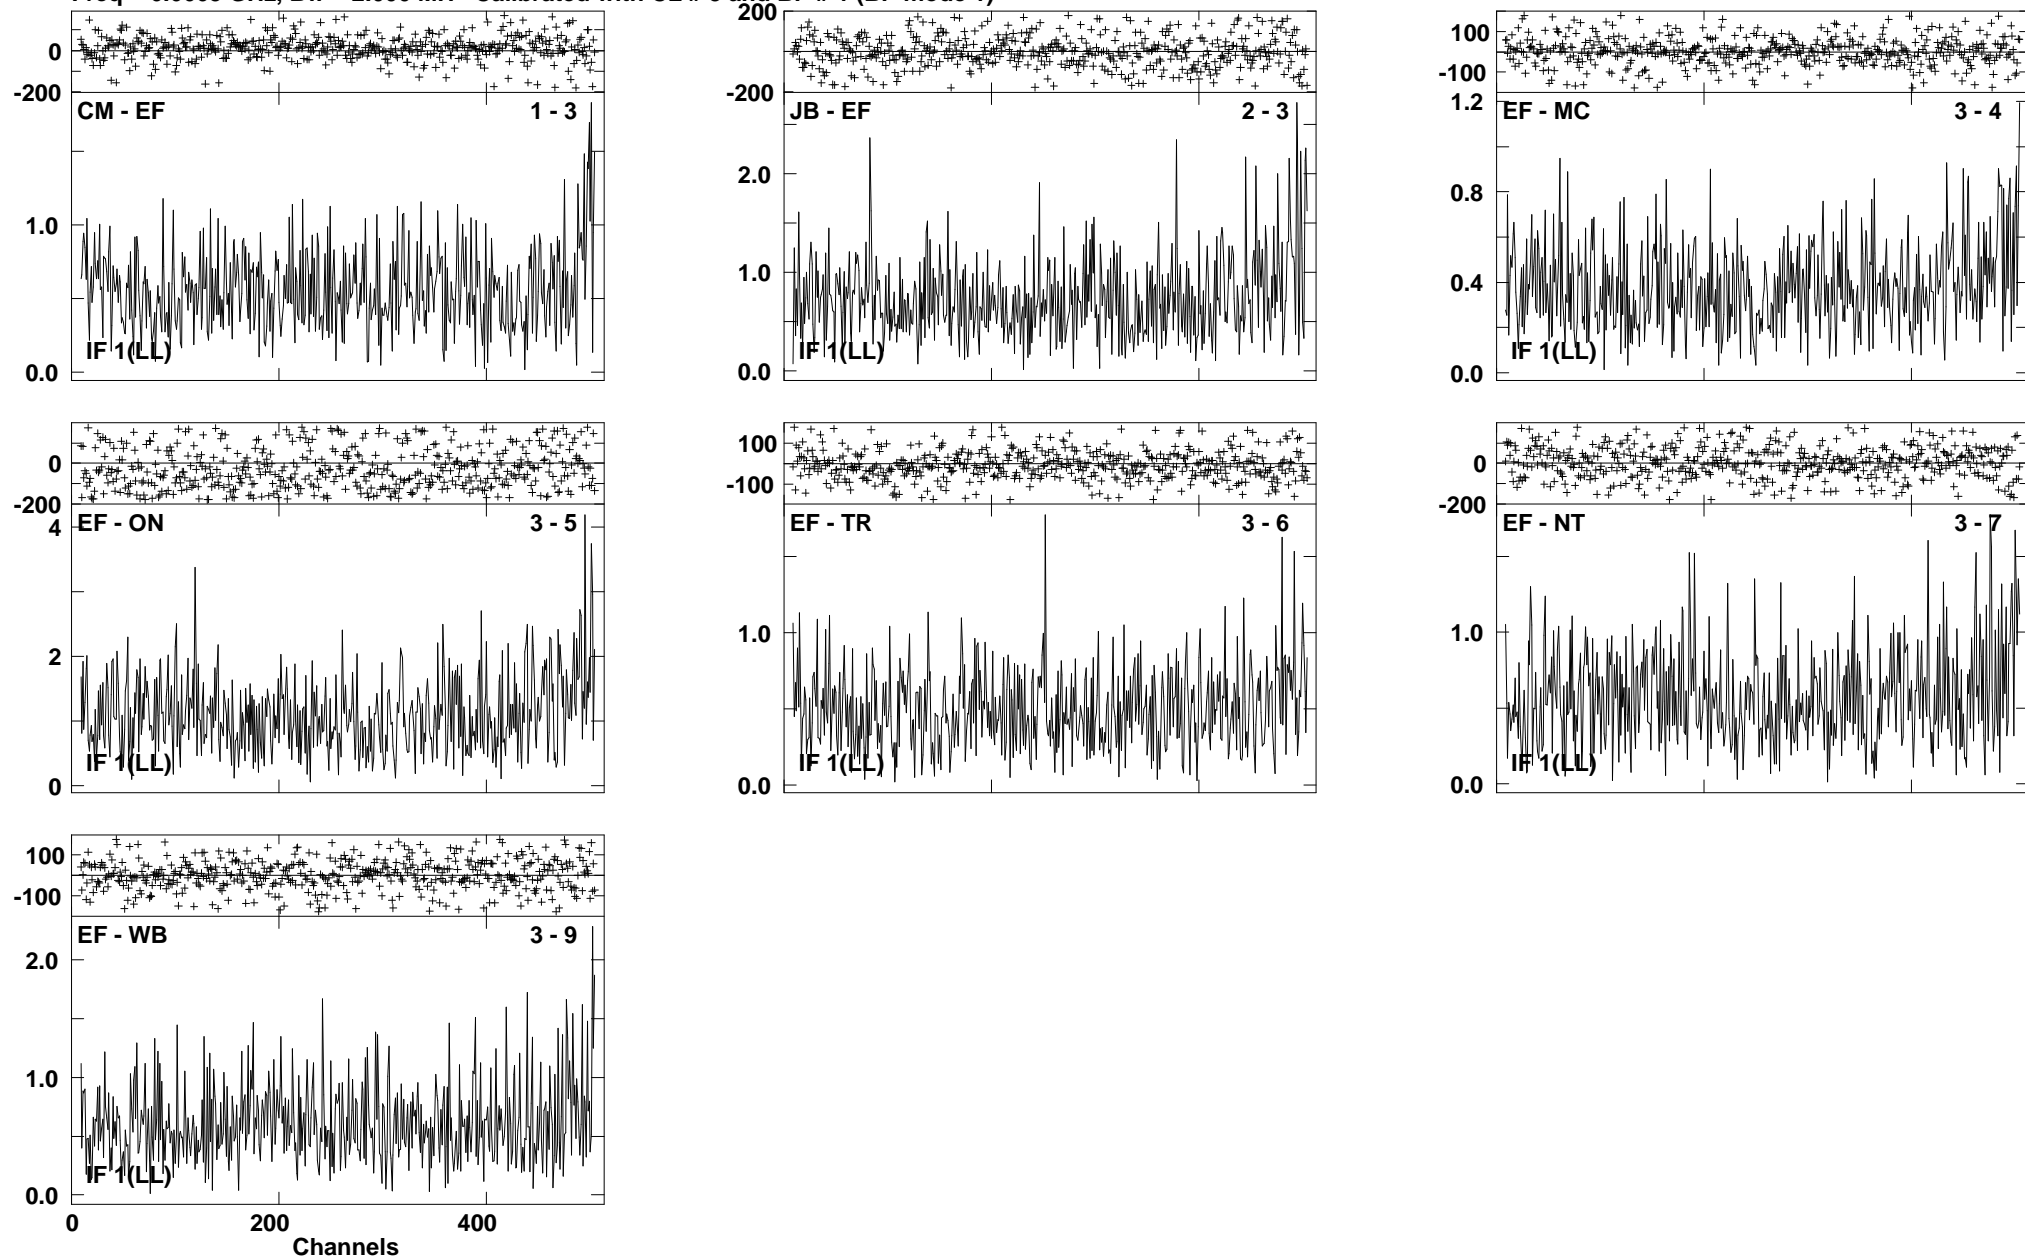 200
0
-200
CM - EF 1 - 3
1.0
0.0
IF 1(LL)
-200
JB - EF 2 - 3
2.0
1.0
0.0
IF 1(LL)
100
-100
1.2
EF - MC 3 - 4
0.8
0.4
0.0
IF 1(LL)
0
-200
4
EF - ON 3 - 5
2
0
IF 1(LL)
100
-100
EF - TR 3 - 6
1.0
0.0
IF 1(LL)
0
-200
EF - NT 3 - 7
1.0
0.0
IF 1(LL)
100
-100
EF - WB 3 - 9
2.0
1.0
0.0
IF 1(LL)
0 200 400
Channels